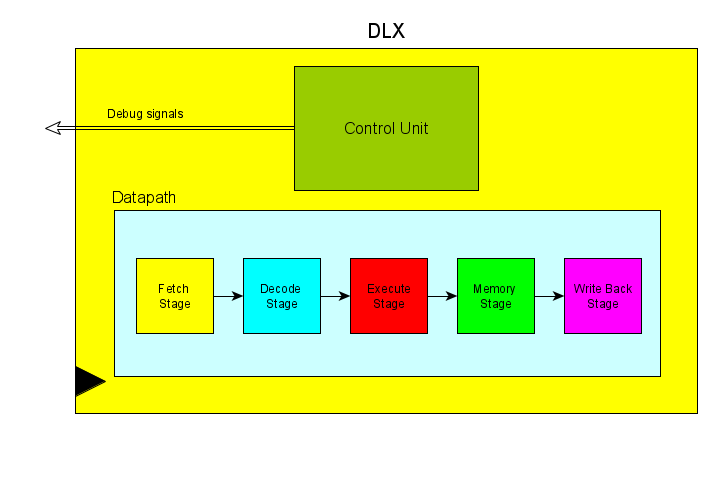 DLX
Debug signals
Control Unit
Datapath
Fetch
Stage
Decode
Stage
Execute
Stage
Memory
Stage
Write Back
Stage